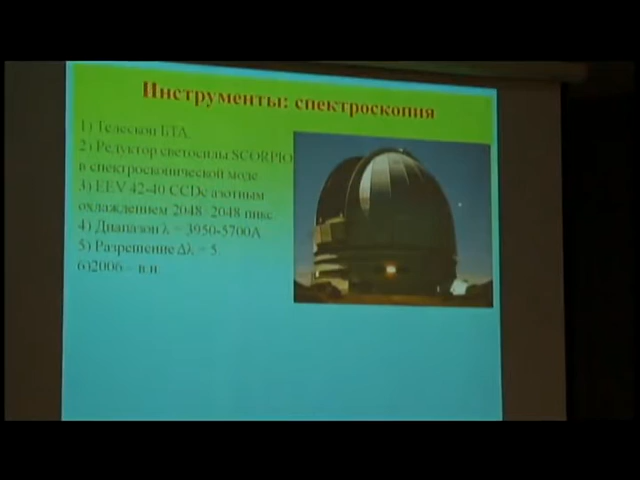 Инструменты: спектроскопия
1) Телескоп БТА.
2) Редуктор светосилы SCORPIO
в спектроскопической моде
3) EEV 42-40 CCDс азотным
охлаждением 2048 2048 пикс.
4) Диапазон λ = 3950-5700A
5) Разрешение Δλ = 5
6)2006 – н.в